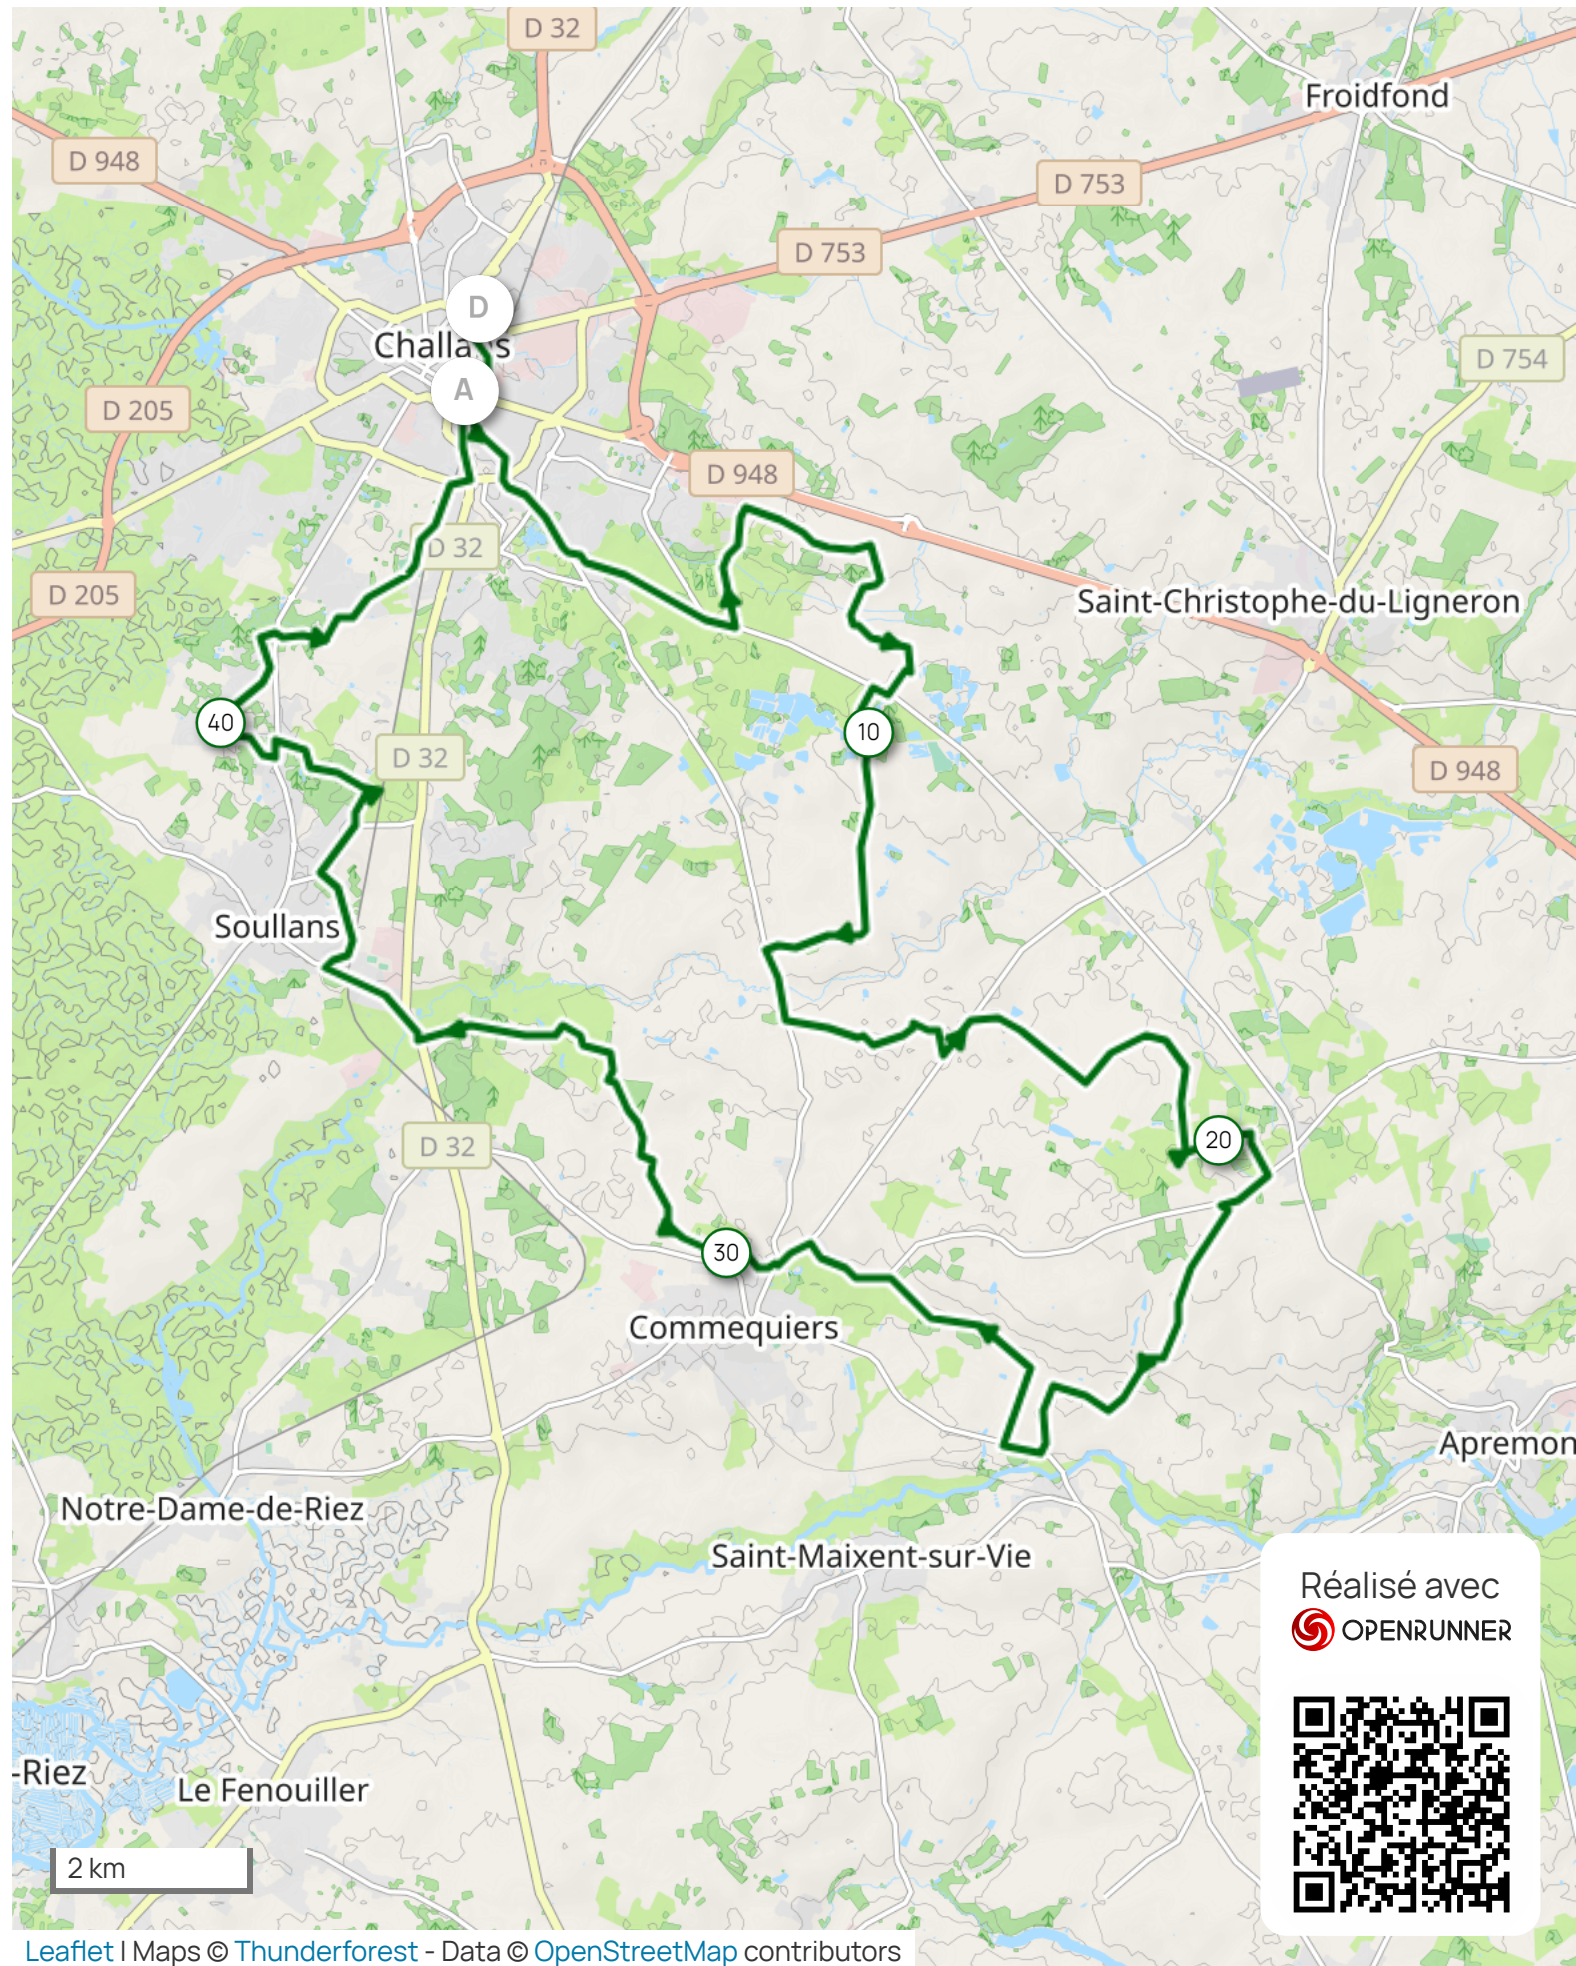 D 32
Froidfond
D 948
D 753
D 753
D
Challans
D 754
A
D 205
D 948
D 32
D 205
Saint-Christophe-du-Ligneron
40
10
D 32
D 948
Soullans
20
D 32
30
Commequiers
Apremon
Notre-Dame-de-Riez
Saint-Maixent-sur-Vie
Réalisé avec
OPENRUNNER
-Riez
Le Fenouiller
2 km
Leaflet | Maps © Thunderforest - Data © OpenStreetMap contributors